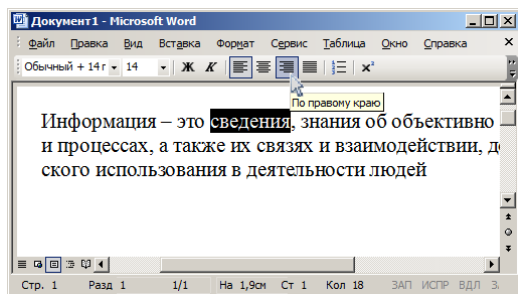 Документ1 - Microsoft Word
Файл Правка Вид Вставка Формат Сервис Таблица Окно Справка
Обычный + 14 г 14 Ж К x²
По правому краю
Информация – это сведения, знания об объективно
и процессах, а также их связях и взаимодействии, д
ского использования в деятельности людей
Стр. 1 Разд 1 1/1 На 1,9см Ст 1 Кол 18 ЗАП ИСПР ВДЛ З